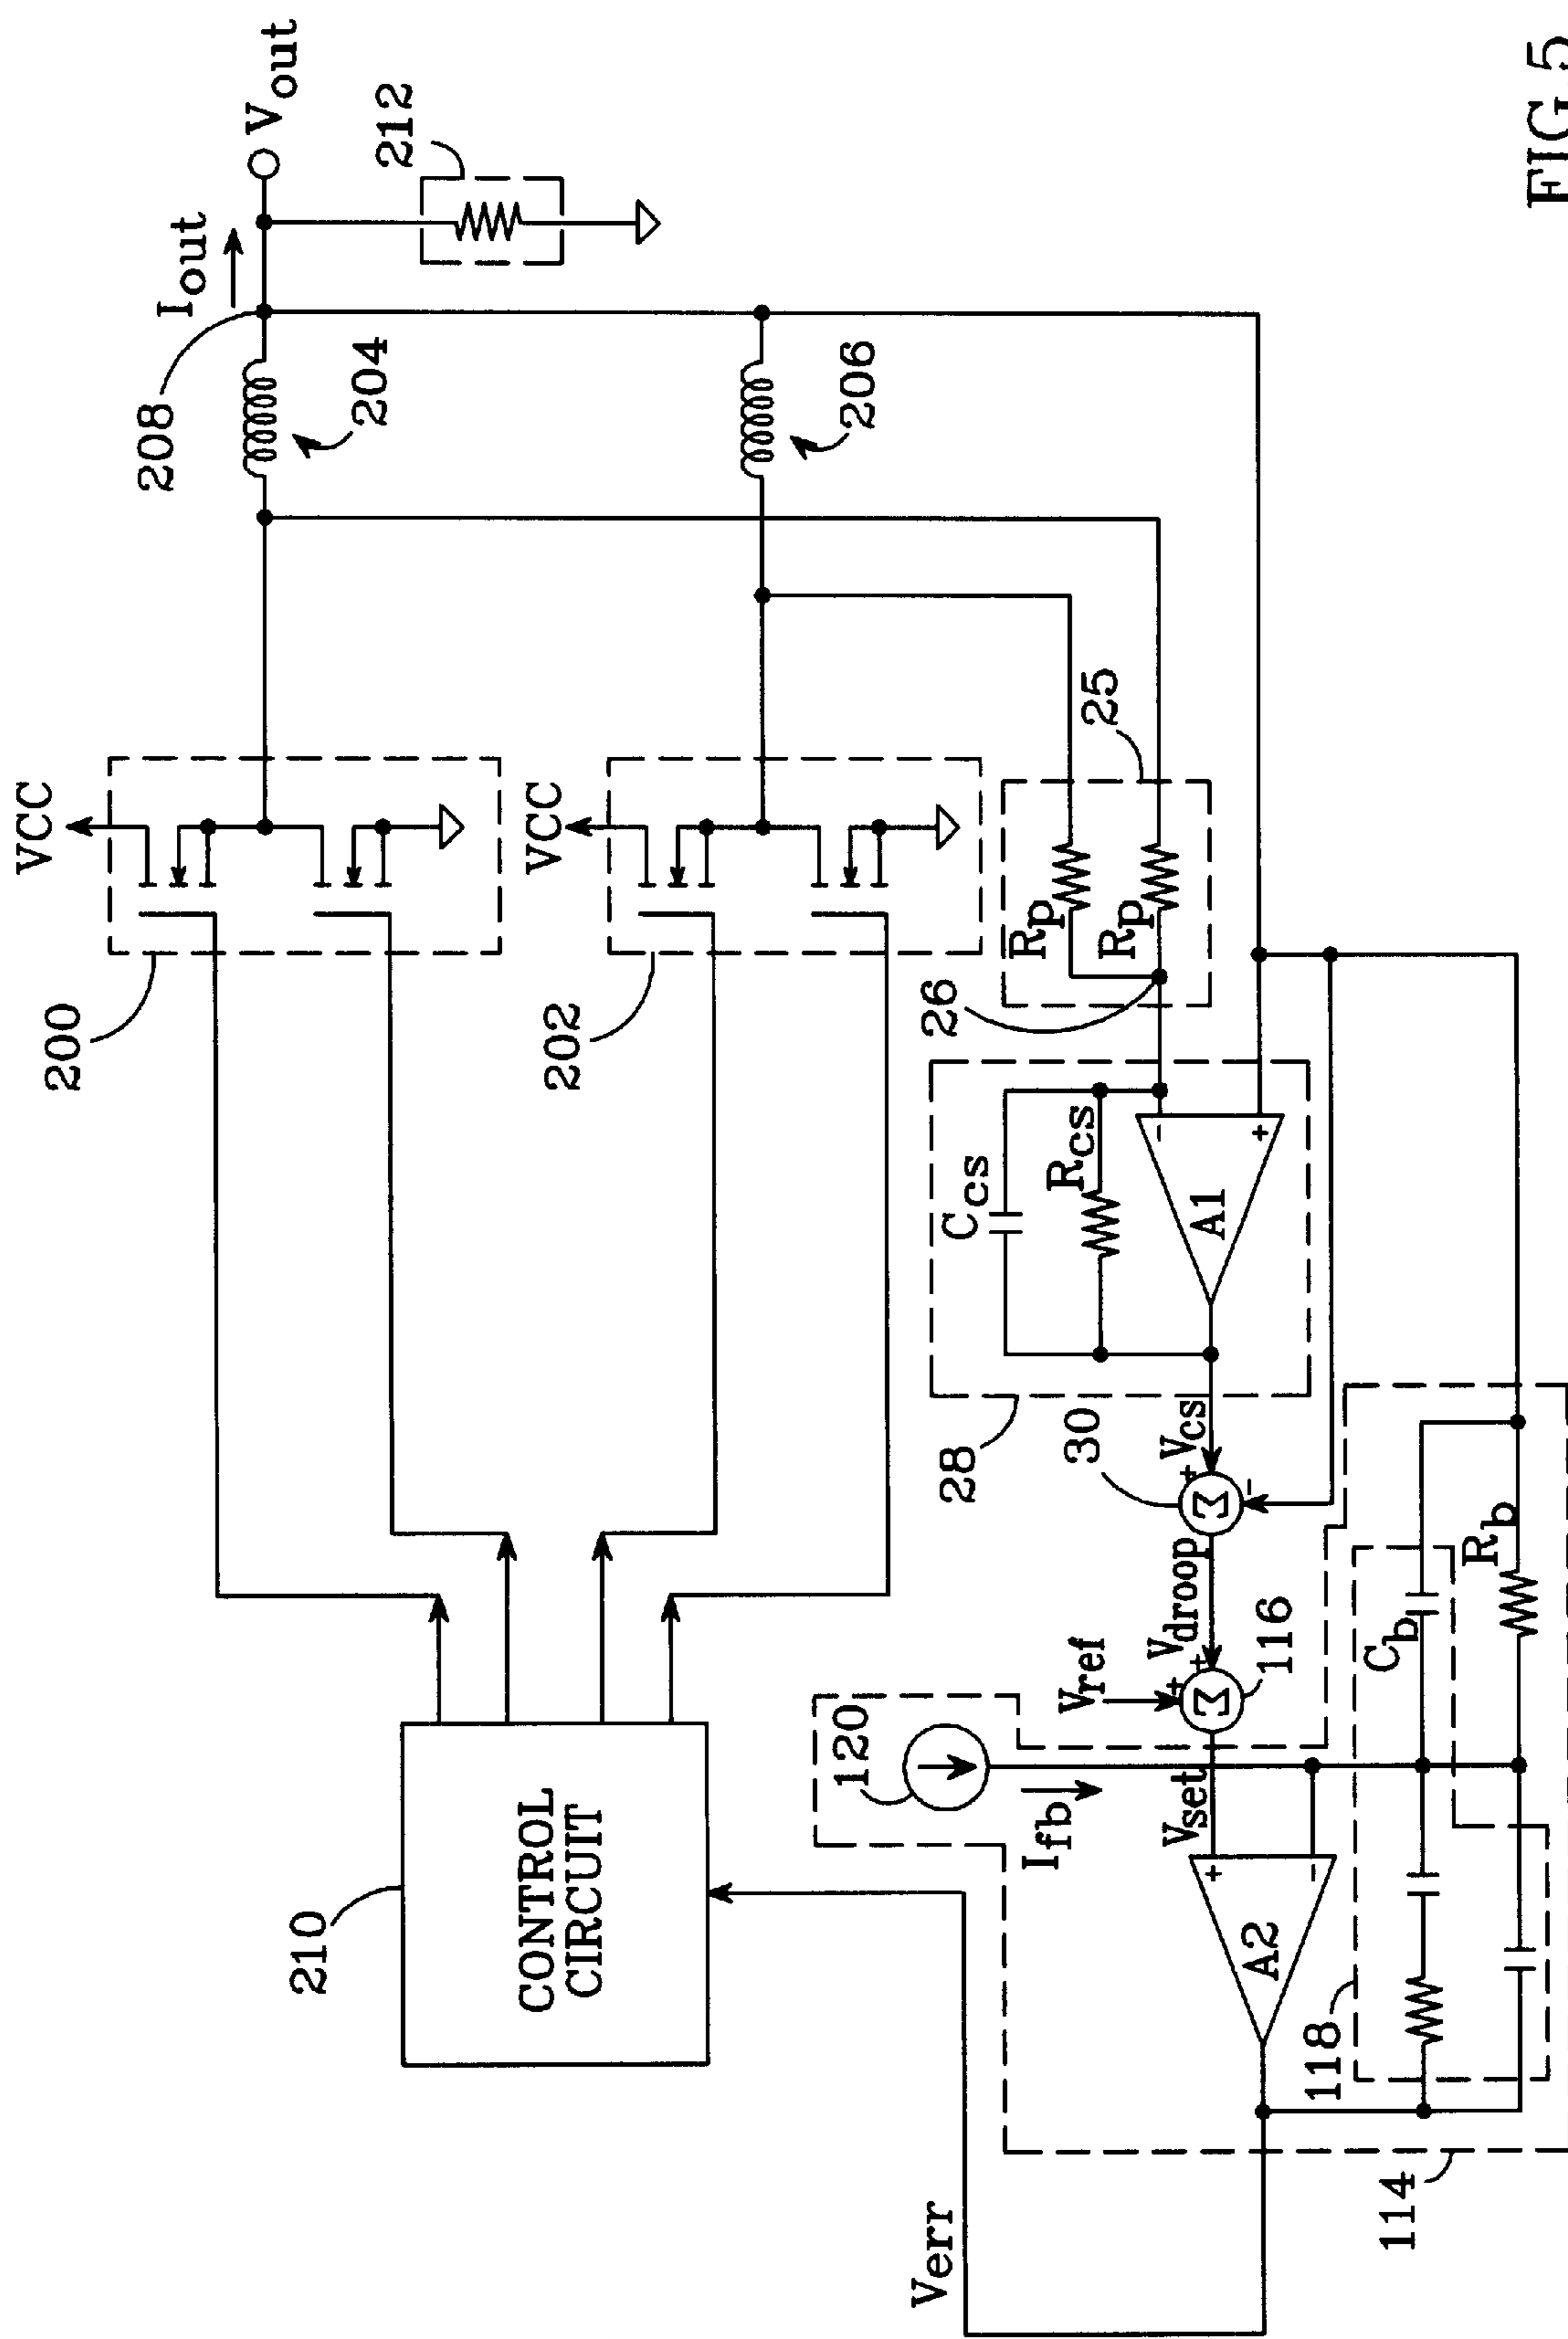 VCC
200
VCC
202
208
Iout
Vout
204
212
206
210
CONTROL
CIRCUIT
25
Rp
Rp
26
28
Ccs
Rcs
-
+
A1
30
Vcs
+
-
Vdroop
Vref
+
+
116
120
Ifb
Vset
+
-
A2
118
Cb
Rb
114
Verr
FIG.5